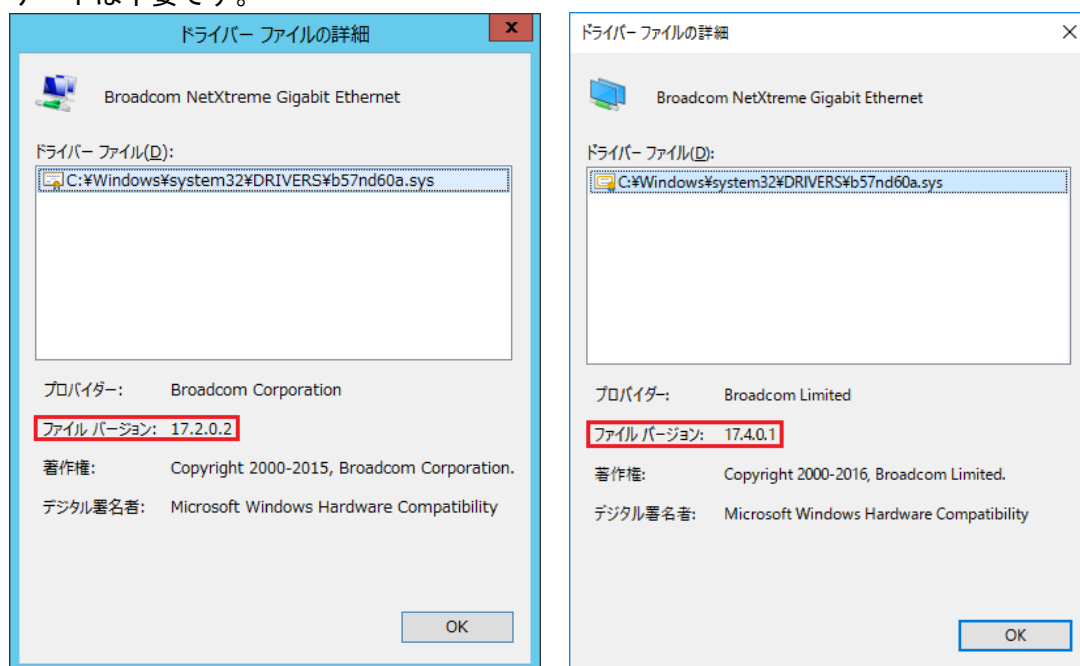 ドライバー ファイルの詳細
x
Broadcom NetXtreme Gigabit Ethernet
ドライバー ファイル(D):
C:¥Windows¥system32¥DRIVERS¥b57nd60a.sys
プロバイダー: Broadcom Corporation
ファイル バージョン: 17.2.0.2
著作権: Copyright 2000-2015, Broadcom Corporation.
デジタル署名者: Microsoft Windows Hardware Compatibility
OK
ドライバー ファイルの詳細
Broadcom NetXtreme Gigabit Ethernet
ドライバー ファイル(D):
C:¥Windows¥system32¥DRIVERS¥b57nd60a.sys
プロバイダー: Broadcom Limited
ファイル バージョン: 17.4.0.1
著作権: Copyright 2000-2016, Broadcom Limited.
デジタル署名者: Microsoft Windows Hardware Compatibility
OK